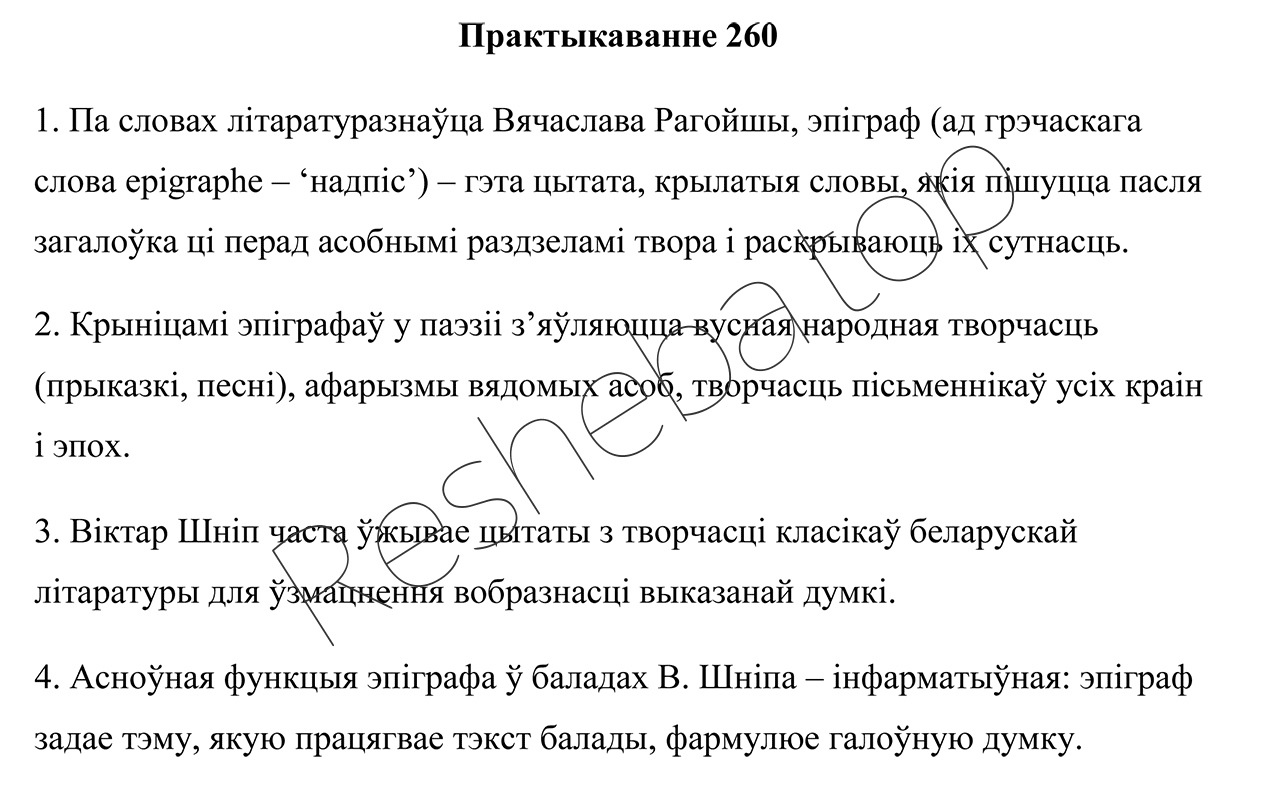 Практыкаванне 260
1. Па словах літаратуразнаўца Вячаслава Рагойшы, эпіграф (ад грэчаскага
слова epigraphe – ‘надпіс’) – гэта цытата, крылатыя словы, якія пішуцца пасля
загалоўка ці перад асобнымі раздзеламі твора і раскрываюць іх сутнасць.
2. Крыніцамі эпіграфаў у паэзіі з’яўляюцца вусная народная творчасць
(прыказкі, песні), афарызмы вядомых асоб, творчасць пісьменнікаў усіх краін
і эпох.
3. Віктар Шніп часта ўжывае цытаты з творчасці класікаў беларускай
літаратуры для ўзмацнення вобразнасці выказанай думкі.
4. Асноўная функцыя эпіграфа ў баладах В. Шніпа – інфарматыўная: эпіграф
задае тэму, якую працягвае тэкст балады, фармулюе галоўную думку.
Resheba top